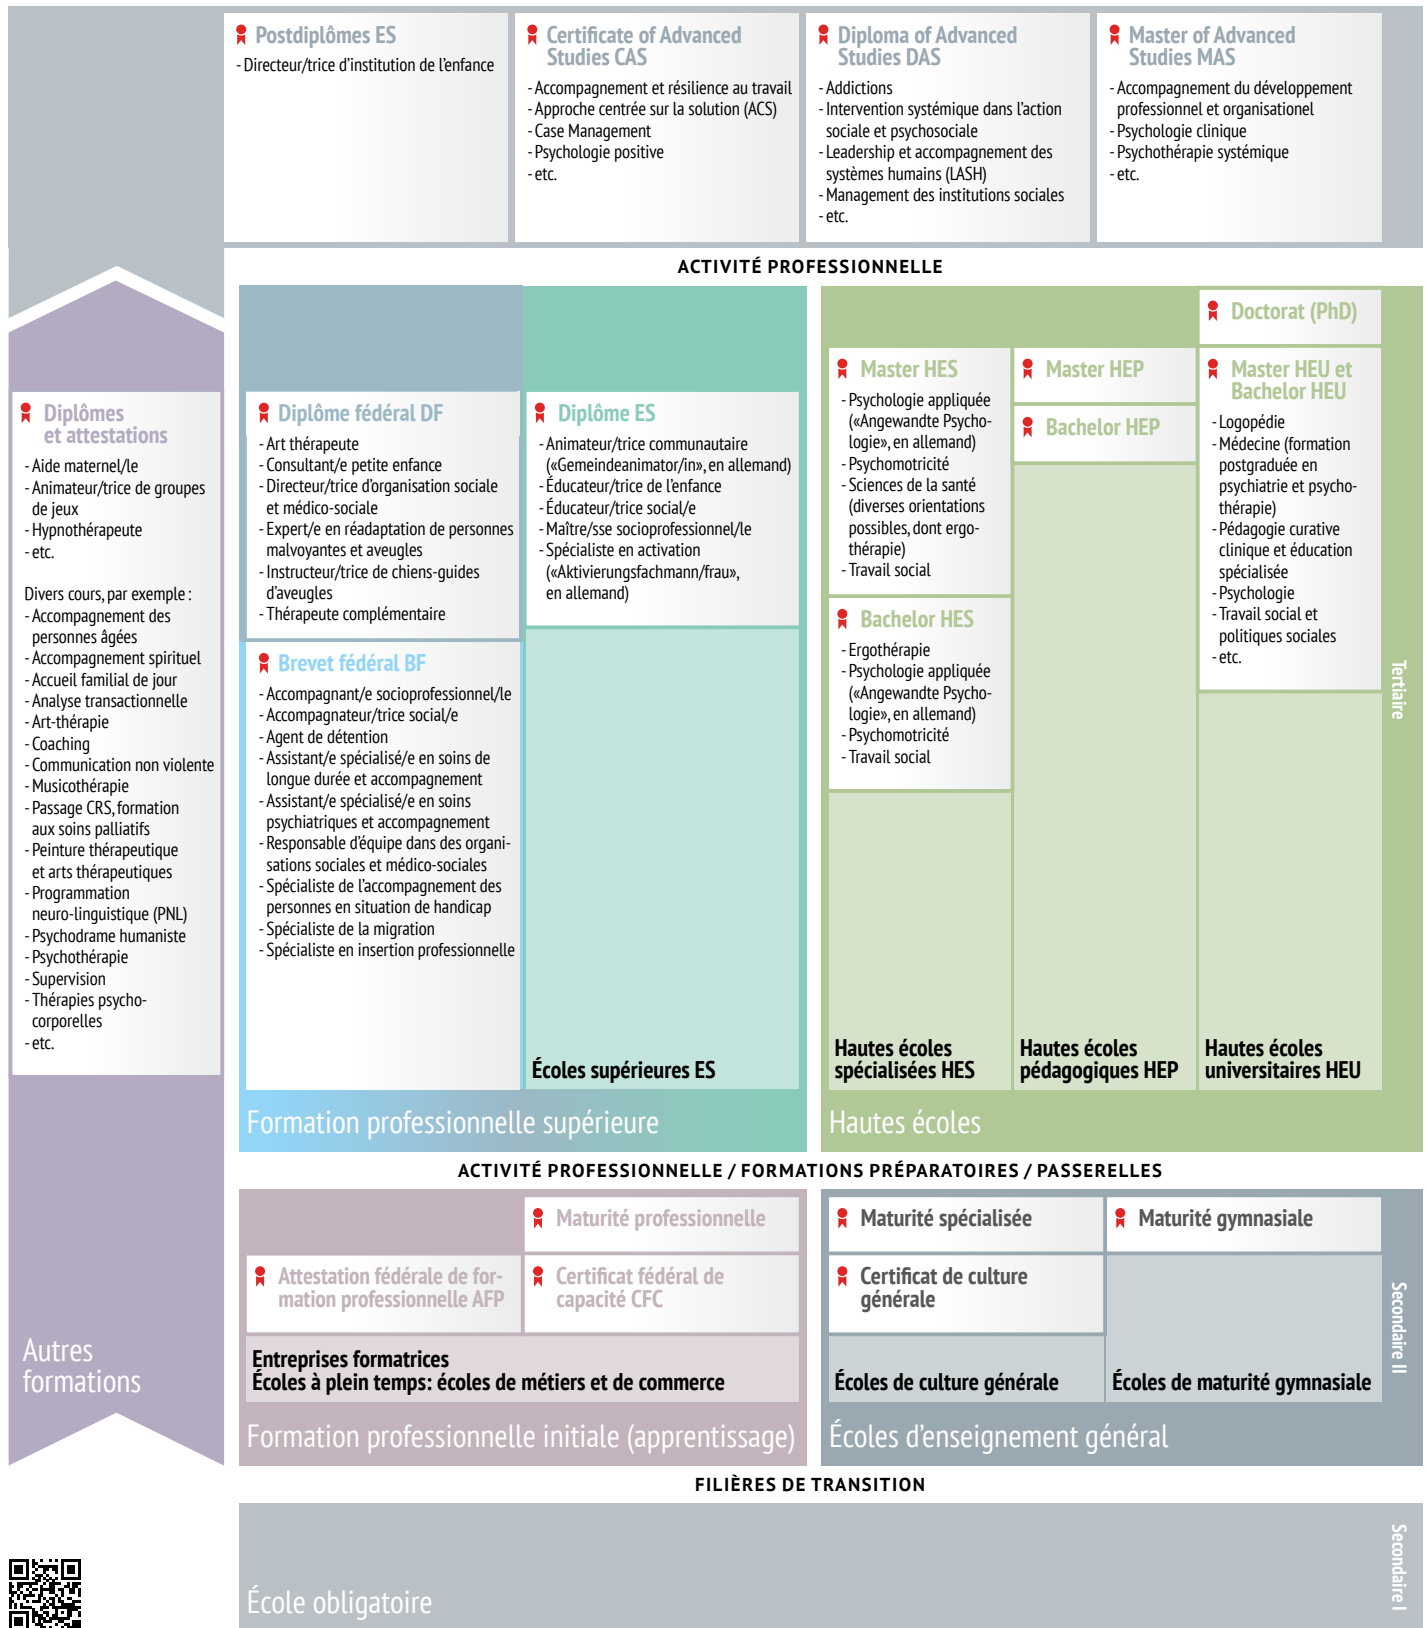 Postdiplômes ES
- Directeur/trice d'institution de l'enfance
Certificate of Advanced
Studies CAS
- Accompagnement et résilience au travail
- Approche centrée sur la solution (ACS)
- Case Management
- Psychologie positive
- etc.
Diploma of Advanced
Studies DAS
- Addictions
- Intervention systémique dans l'action
sociale et psychosociale
- Leadership et accompagnement des
systèmes humains (LASH)
- Management des institutions sociales
- etc.
Master of Advanced
Studies MAS
- Accompagnement du développement
professionnel et organisationel
- Psychologie clinique
- Psychothérapie systémique
- etc.
ACTIVITÉ PROFESSIONNELLE
Diplômes
et attestations
- Aide maternel/le
- Animateur/trice de groupes
de jeux
- Hypnothérapeute
- etc.
Divers cours, par exemple :
- Accompagnement des
personnes âgées
- Accompagnement spirituel
- Accueil familial de jour
- Analyse transactionnelle
- Art-thérapie
- Coaching
- Communication non violente
- Musicothérapie
- Passage CRS, formation
aux soins palliatifs
- Peinture thérapeutique
et arts thérapeutiques
- Programmation
neuro-linguistique (PNL)
- Psychodrame humaniste
- Psychothérapie
- Supervision
- Thérapies psycho-
corporelles
- etc.
Autres
formations
Diplôme fédéral DF
- Art thérapeute
- Consultant/e petite enfance
- Directeur/trice d'organisation sociale
et médico-sociale
- Expert/e en réadaptation de personnes
malvoyantes et aveugles
- Instructeur/trice de chiens-guides
d'aveugles
- Thérapeute complémentaire
Brevet fédéral BF
- Accompagnant/e socioprofessionnel/le
- Accompagnateur/trice social/e
- Agent de détention
- Assistant/e spécialisé/e en soins de
longue durée et accompagnement
- Assistant/e spécialisé/e en soins
psychiatriques et accompagnement
- Responsable d'équipe dans des organi-
sations sociales et médico-sociales
- Spécialiste de l'accompagnement des
personnes en situation de handicap
- Spécialiste de la migration
- Spécialiste en insertion professionnelle
Diplôme ES
- Animateur/trice communautaire
(«Gemeindeanimator/in», en allemand)
- Éducateur/trice de l'enfance
- Éducateur/trice social/e
- Maître/sse socioprofessionnel/le
- Spécialiste en activation
(«Aktivierungsfachmann/frau»,
en allemand)
Écoles supérieures ES
Formation professionnelle supérieure
Master HES
- Psychologie appliquée
(«Angewandte Psycho-
logie», en allemand)
- Psychomotricité
- Sciences de la santé
(diverses orientations
possibles, dont ergo-
thérapie)
- Travail social
Bachelor HES
- Ergothérapie
- Psychologie appliquée
(«Angewandte Psycho-
logie», en allemand)
- Psychomotricité
- Travail social
Hautes écoles
spécialisées HES
Master HEP
Bachelor HEP
Hautes écoles
pédagogiques HEP
Doctorat (PhD)
Master HEU et
Bachelor HEU
- Logopédie
- Médecine (formation
postgraduée en
psychiatrie et psycho-
thérapie)
- Pédagogie curative
clinique et éducation
spécialisée
- Psychologie
- Travail social et
politiques sociales
- etc.
Hautes écoles
universitaires HEU
Hautes écoles
Tertiaire
ACTIVITÉ PROFESSIONNELLE / FORMATIONS PRÉPARATOIRES / PASSERELLES
Maturité professionnelle
Attestation fédérale de for-
mation professionnelle AFP
Certificat fédéral de
capacité CFC
Entreprises formatrices
Écoles à plein temps: écoles de métiers et de commerce
Formation professionnelle initiale (apprentissage)
Maturité spécialisée
Maturité gymnasiale
Certificat de culture
générale
Écoles de culture générale
Écoles de maturité gymnasiale
Écoles d'enseignement général
Secondaire II
FILIÈRES DE TRANSITION
École obligatoire
Secondaire I